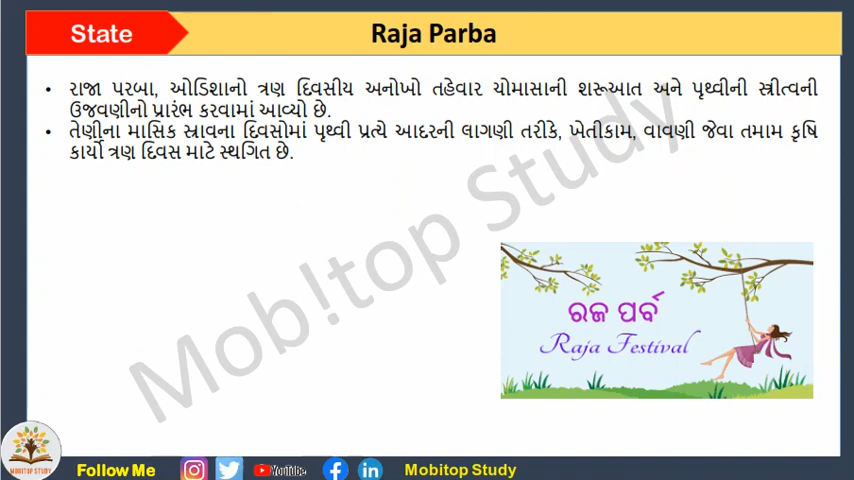 State
Raja Parba
• રાજા પરબા, ઓડિશાનો ત્રણ દિવસીય અનોખો તહેવાર ચોમાસાની શરૂઆત અને પૃથ્વીની સ્ત્રીત્વની
ઉજવણીનો પ્રારંભ કરવામાં આવ્યો છે.
• તેણીના માસિક સ્રાવના દિવસોમાં પૃથ્વી પ્રત્યે આદરની લાગણી તરીકે, ખેતીકામ, વાવણી જેવા તમામ કૃષિ
કાર્યો ત્રણ દિવસ માટે સ્થગિત છે.
Mob!top Study
ରଜ ପର୍ବ
Raja Festival
MOBITOP STUDY
Follow Me
YouTube
Mobitop Study